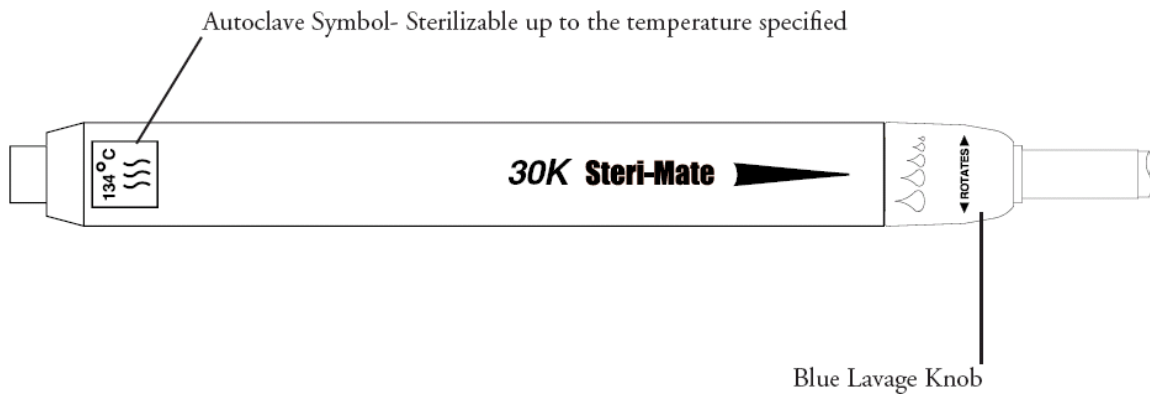 Autoclave Symbol- Sterilizable up to the temperature specified
134°C
30K Steri-Mate
◄ROTATES►
Blue Lavage Knob